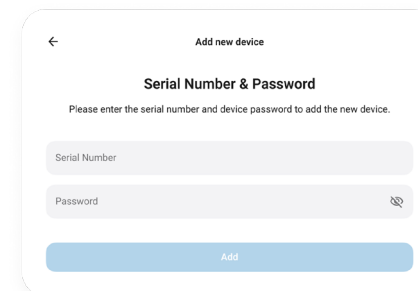 Add new device
Serial Number & Password
Please enter the serial number and device password to add the new device.
Serial Number
Password
Add